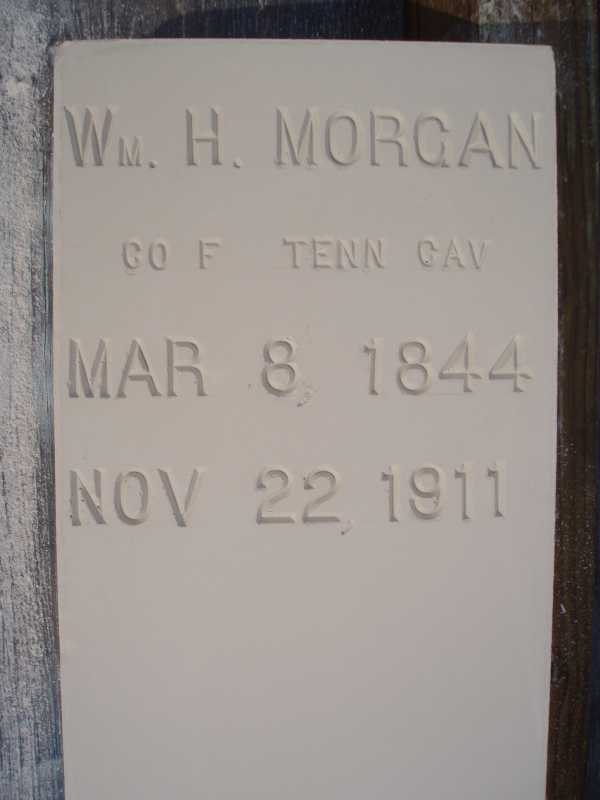 Wm. H. MORGAN
CO F TENN CAV
MAR 8, 1844
NOV 22, 1911